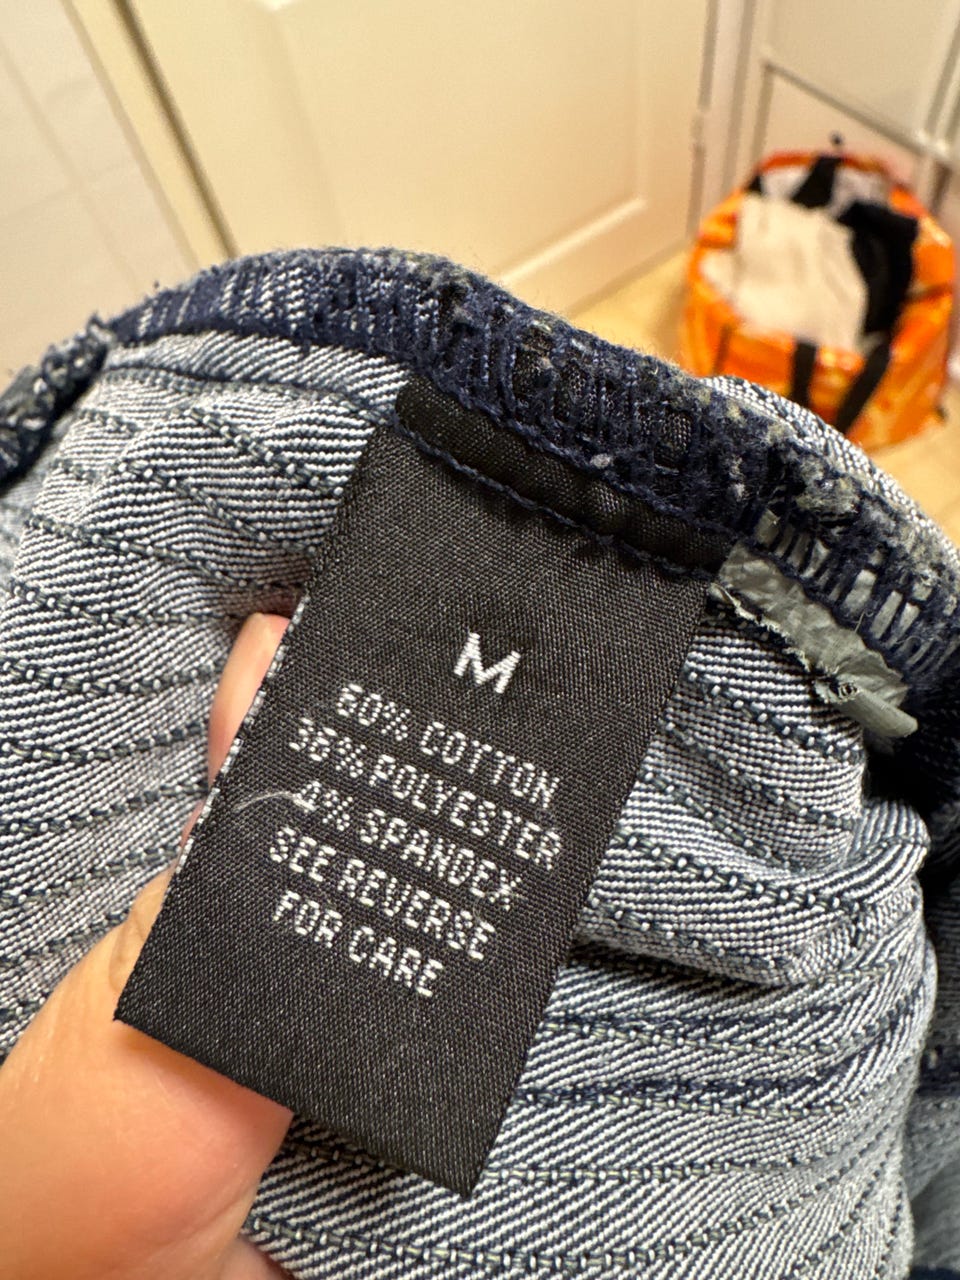 M
60% COTTON
36% POLYESTER
4% SPANDEX
SEE REVERSE
FOR CARE